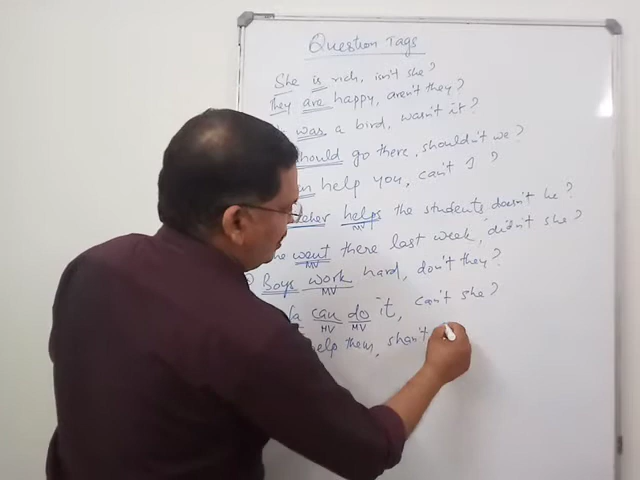 Question Tags
She is rich, isn't she?
they are happy, aren't they?
was a bird, wasn't it?
should go there, shouldn't we?
help you, can't I ?
helps the students, doesn't he?
MV
went there last week, didn't she?
MV
Boys work hard, don't they?
MV
can do it, can't she?
HV MV
help them, shan't